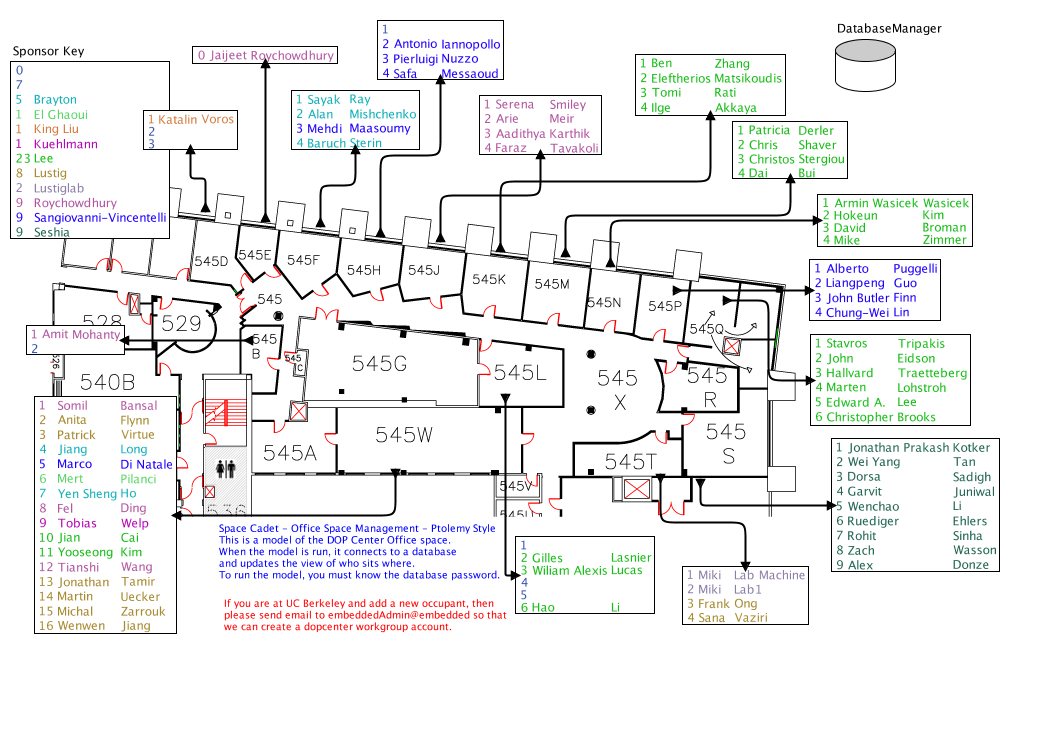 DatabaseManager
Sponsor Key
0
7
5 Brayton
1 El Ghaoui
1 King Liu
1 Kuehlmann
23 Lee
8 Lustig
2 Lustiglab
9 Roychowdhury
9 Sangiovanni-Vincentelli
9 Seshia
0 Jaijeet Roychowdhury
1
2 Antonio Iannopollo
3 Pierluigi Nuzzo
4 Safa Messaoud
1 Ben Zhang
2 Eleftherios Matsikoudis
3 Tomi Rati
4 Ilge Akkaya
1 Katalin Voros
2
3
1 Sayak Ray
2 Alan Mishchenko
3 Mehdi Maasoumy
4 Baruch Sterin
1 Serena Smiley
2 Arie Meir
3 Aadithya Karthik
4 Faraz Tavakoli
1 Patricia Derler
2 Chris Shaver
3 Christos Stergiou
4 Dai Bui
1 Armin Wasicek Wasicek
2 Hokeun Kim
3 David Broman
4 Mike Zimmer
1 Alberto Puggelli
2 Liangpeng Guo
3 John Butler Finn
4 Chung-Wei Lin
1 Stavros Tripakis
2 John Eidson
3 Hallvard Traetteberg
4 Marten Lohstroh
5 Edward A. Lee
6 Christopher Brooks
545D
545E
545F
545H
545J
545K
545M
545N
545P
545Q
545
528
529
1 Amit Mohanty
2
545
B
545
C
545G
545L
545
X
545
R
526
540B
545W
545A
545T
545
S
545V
1 Somil Bansal
2 Anita Flynn
3 Patrick Virtue
4 Jiang Long
5 Marco Di Natale
6 Mert Pilanci
7 Yen Sheng Ho
8 Fel Ding
9 Tobias Welp
10 Jian Cai
11 Yooseong Kim
12 Tianshi Wang
13 Jonathan Tamir
14 Martin Uecker
15 Michal Zarrouk
16 Wenwen Jiang
1 Jonathan Prakash Kotker
2 Wei Yang Tan
3 Dorsa Sadigh
4 Garvit Juniwal
5 Wenchao Li
6 Ruediger Ehlers
7 Rohit Sinha
8 Zach Wasson
9 Alex Donze
Space Cadet - Office Space Management - Ptolemy Style
This is a model of the DOP Center Office space.
When the model is run, it connects to a database
and updates the view of who sits where.
To run the model, you must know the database password.
1
2 Gilles Lasnier
3 Wiliam Alexis Lucas
4
5
6 Hao Li
1 Miki Lab Machine
2 Miki Lab1
3 Frank Ong
4 Sana Vaziri
If you are at UC Berkeley and add a new occupant, then
please send email to embeddedAdmin@embedded so that
we can create a dopcenter workgroup account.